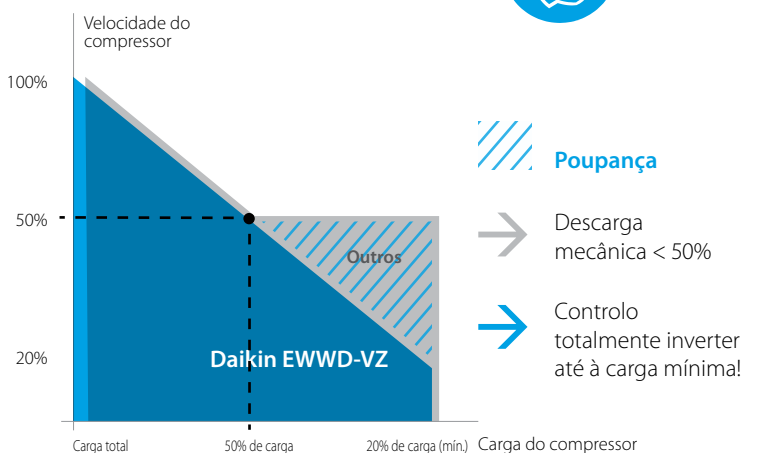 Velocidade do
compressor
100%
50%
20%
Outros
Daikin EWWD-VZ
Carga total
50% de carga
20% de carga (mín.)
Carga do compressor
Poupança
Descarga
mecânica < 50%
Controlo
totalmente inverter
até à carga mínima!